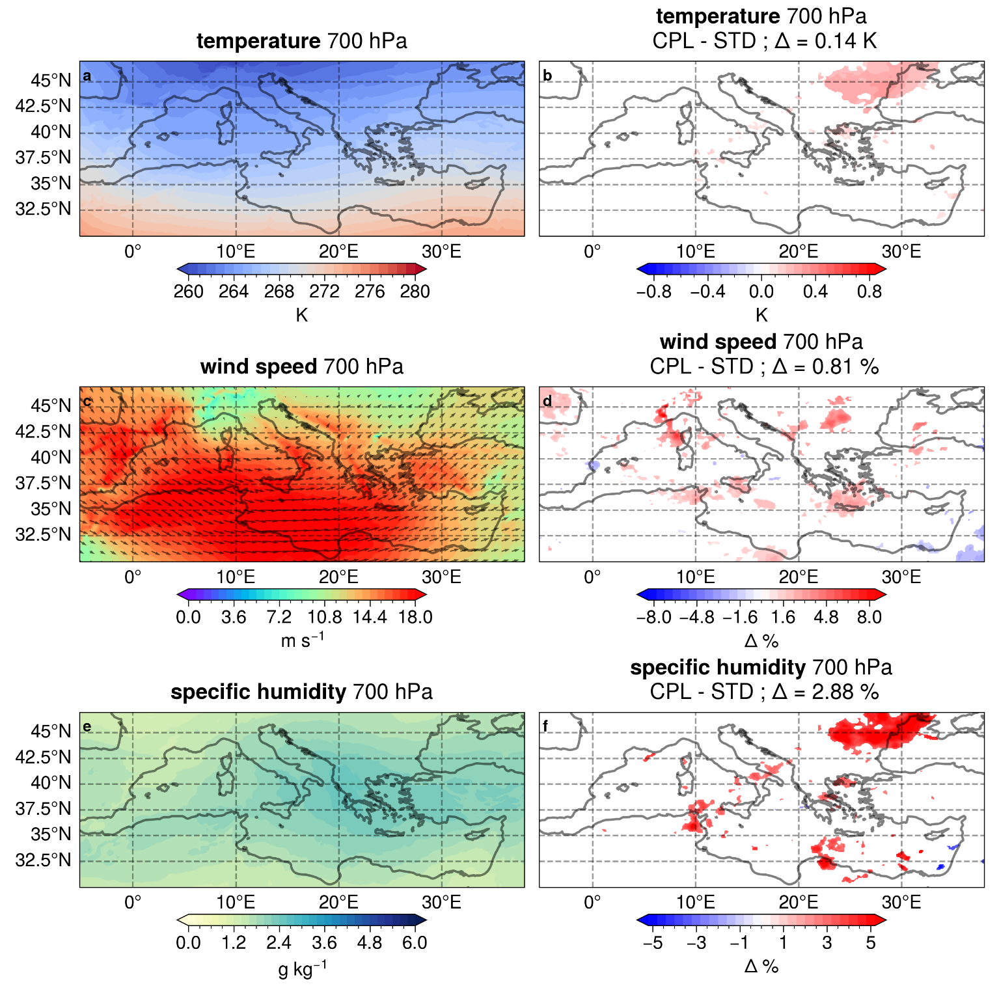 temperature 700 hPa
a
45°N
42.5°N
40°N
37.5°N
35°N
32.5°N
0° 10°E 20°E 30°E
260 264 268 272 276 280
K
temperature 700 hPa
CPL - STD ; Δ = 0.14 K
b
0° 10°E 20°E 30°E
−0.8 −0.4 0.0 0.4 0.8
K
wind speed 700 hPa
c
45°N
42.5°N
40°N
37.5°N
35°N
32.5°N
0° 10°E 20°E 30°E
0.0 3.6 7.2 10.8 14.4 18.0
m s⁻¹
wind speed 700 hPa
CPL - STD ; Δ = 0.81 %
d
0° 10°E 20°E 30°E
−8.0 −4.8 −1.6 1.6 4.8 8.0
Δ %
specific humidity 700 hPa
e
45°N
42.5°N
40°N
37.5°N
35°N
32.5°N
0° 10°E 20°E 30°E
0.0 1.2 2.4 3.6 4.8 6.0
g kg⁻¹
specific humidity 700 hPa
CPL - STD ; Δ = 2.88 %
f
0° 10°E 20°E 30°E
−5 −3 −1 1 3 5
Δ %